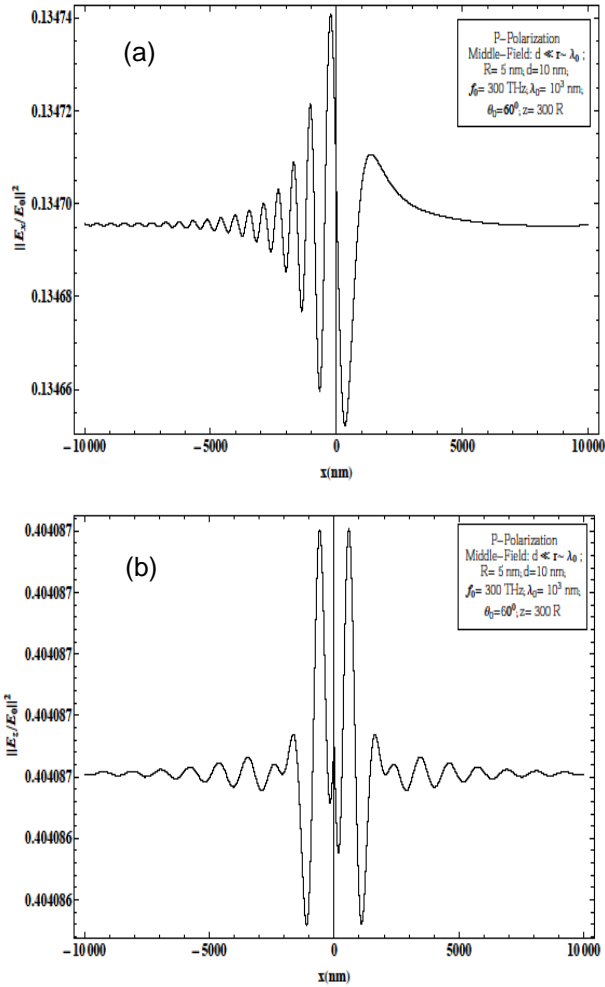 (a)
P-Polarization
Middle-Field: d ≪ r~ λ₀ ;
R= 5 nm; d=10 nm;
f₀= 300 THz; λ₀= 10³ nm;
θ₀=60⁰; z= 300 R
||Eₓ/E₀||²
0.13474
0.13472
0.13470
0.13468
0.13466
−10000 −5000 0 5000 10000
x(nm)
(b)
P-Polarization
Middle-Field: d ≪ r~ λ₀ ;
R= 5 nm; d=10 nm;
f₀= 300 THz; λ₀= 10³ nm;
θ₀=60⁰; z= 300 R
||E_z/E₀||²
0.404087
0.404087
0.404087
0.404087
0.404087
0.404086
0.404086
−10000 −5000 0 5000 10000
x(nm)